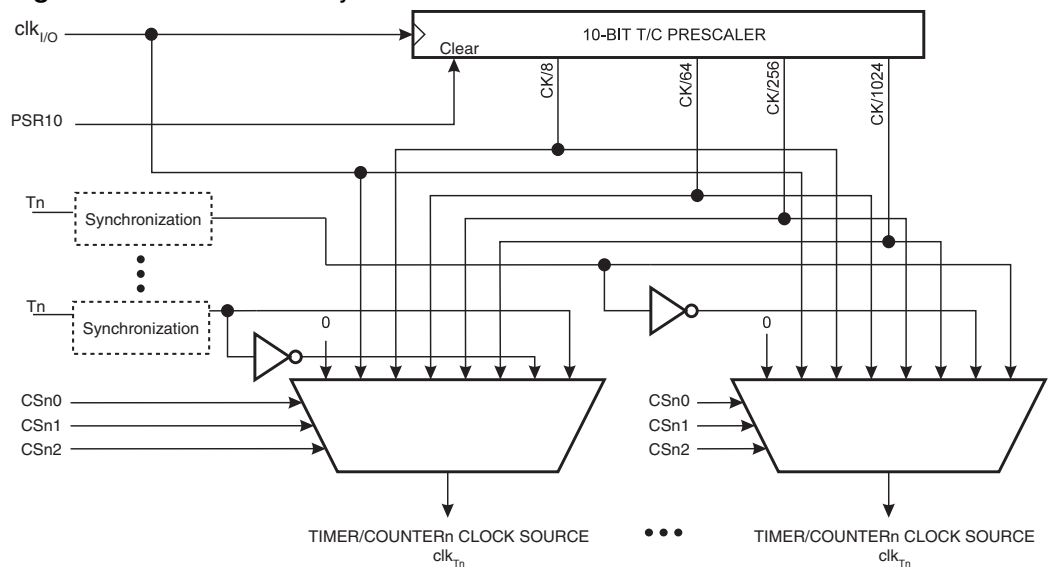 clkI/O
10-BIT T/C PRESCALER
Clear
CK/8
CK/64
CK/256
CK/1024
PSR10
Tn
Synchronization
Tn
Synchronization
0
0
CSn0
CSn1
CSn2
CSn0
CSn1
CSn2
TIMER/COUNTERn CLOCK SOURCE
clkTn
TIMER/COUNTERn CLOCK SOURCE
clkTn